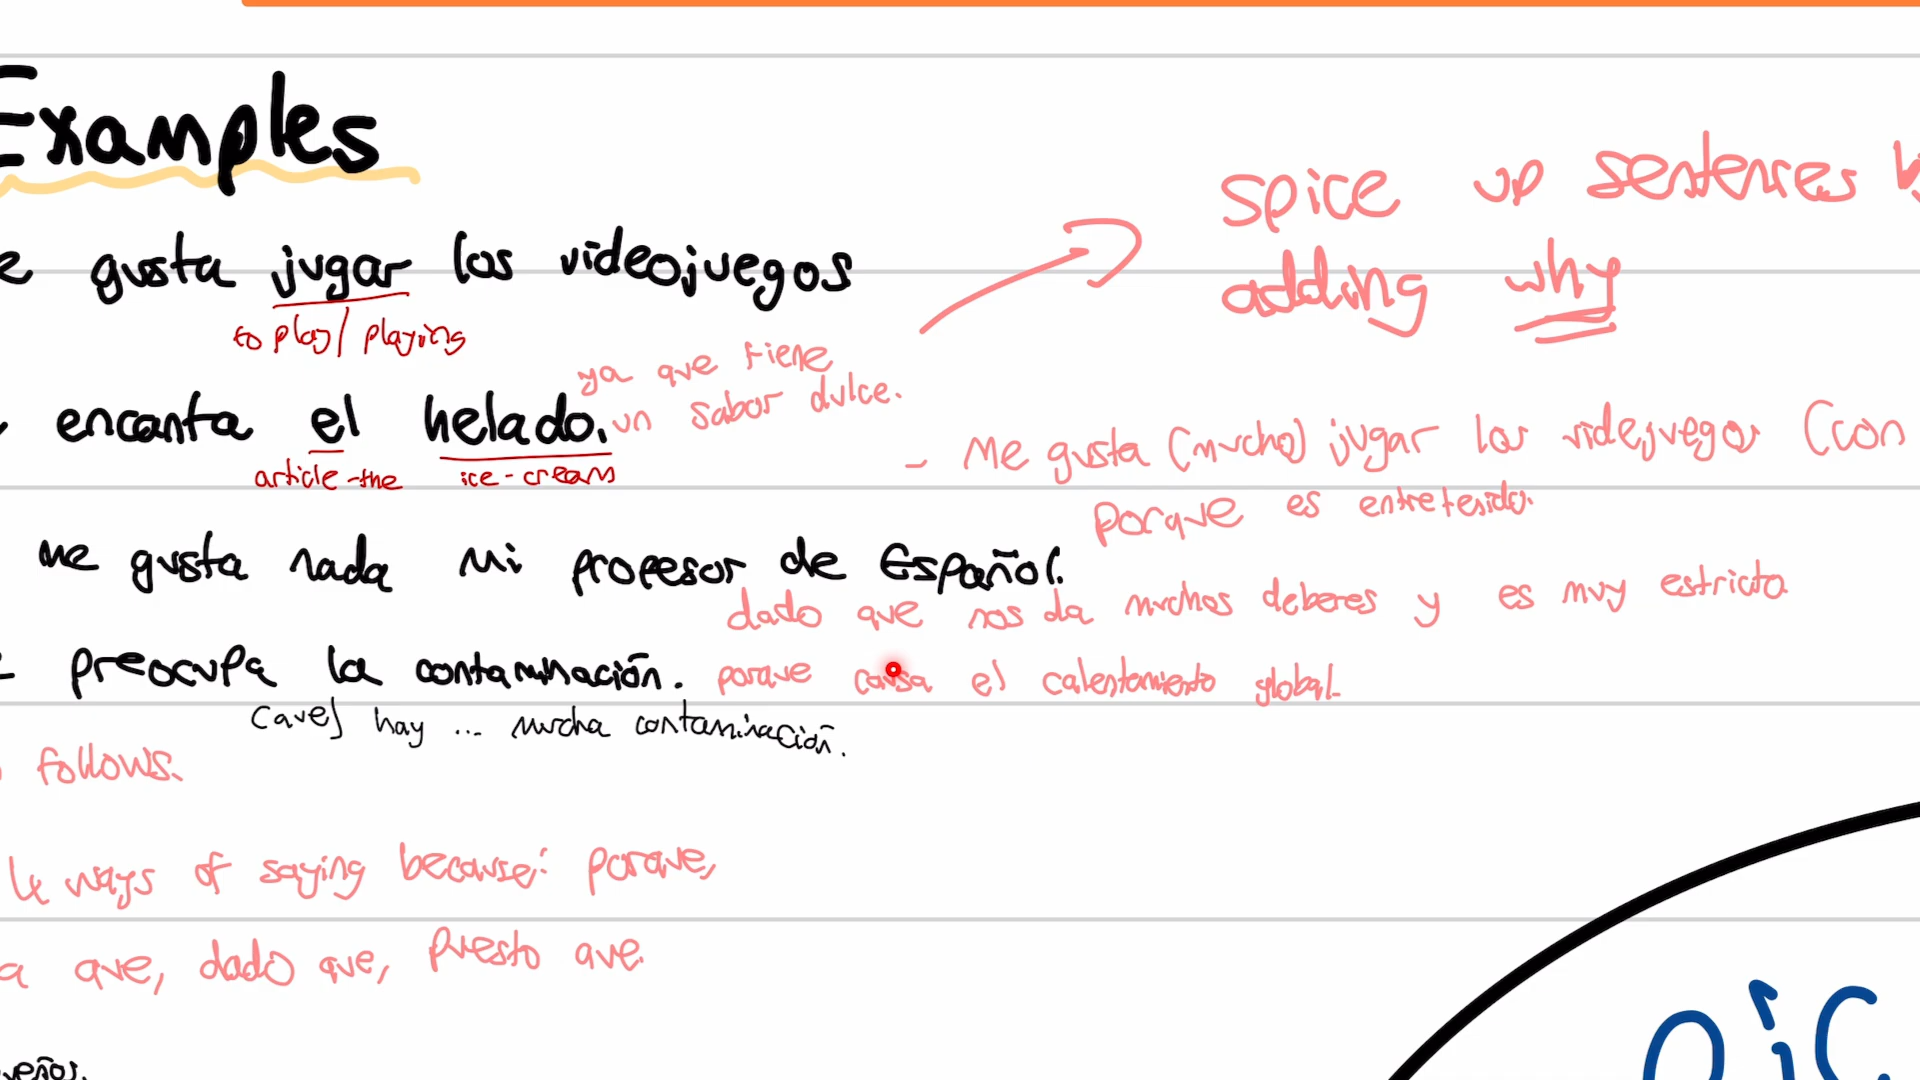 Examples
spice up sentences
adding why
gusta jugar los videojuegos
to play/ playing
ya que tiene
un sabor dulce.
encanta el helado.
article - the ice - cream
- Me gusta (mucho) jugar los videjuegos (con
porque es entretenido.
me gusta nada mi profesor de Español.
dado que nos da muchos deberes y es muy estricto
preocupa la contaminación. porque causa el calentamiento global.
(que) hay ... mucha contaminación.
follows.
4 ways of saying because: porque,
que, dado que, puesto que.